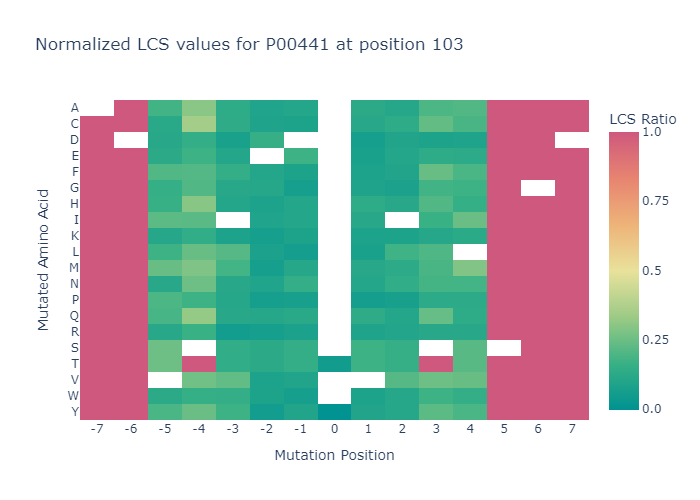 Normalized LCS values for P00441 at position 103
LCS Ratio
Mutated Amino Acid
A
C
D
E
F
G
H
I
K
L
M
N
P
Q
R
S
T
V
W
Y
1.0
0.75
0.5
0.25
0.0
-7 -6 -5 -4 -3 -2 -1 0 1 2 3 4 5 6 7
Mutation Position